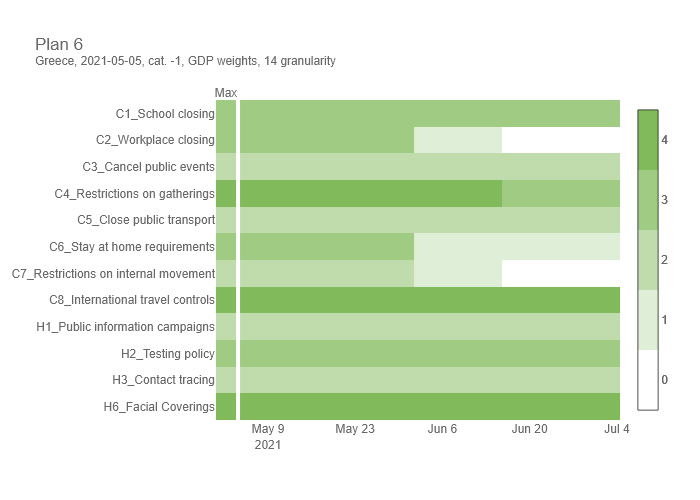 Plan 6
Greece, 2021-05-05, cat. -1, GDP weights, 14 granularity
Max
C1_School closing
C2_Workplace closing
C3_Cancel public events
C4_Restrictions on gatherings
C5_Close public transport
C6_Stay at home requirements
C7_Restrictions on internal movement
C8_International travel controls
H1_Public information campaigns
H2_Testing policy
H3_Contact tracing
H6_Facial Coverings
May 9 May 23 Jun 6 Jun 20 Jul 4
2021
4
3
2
1
0